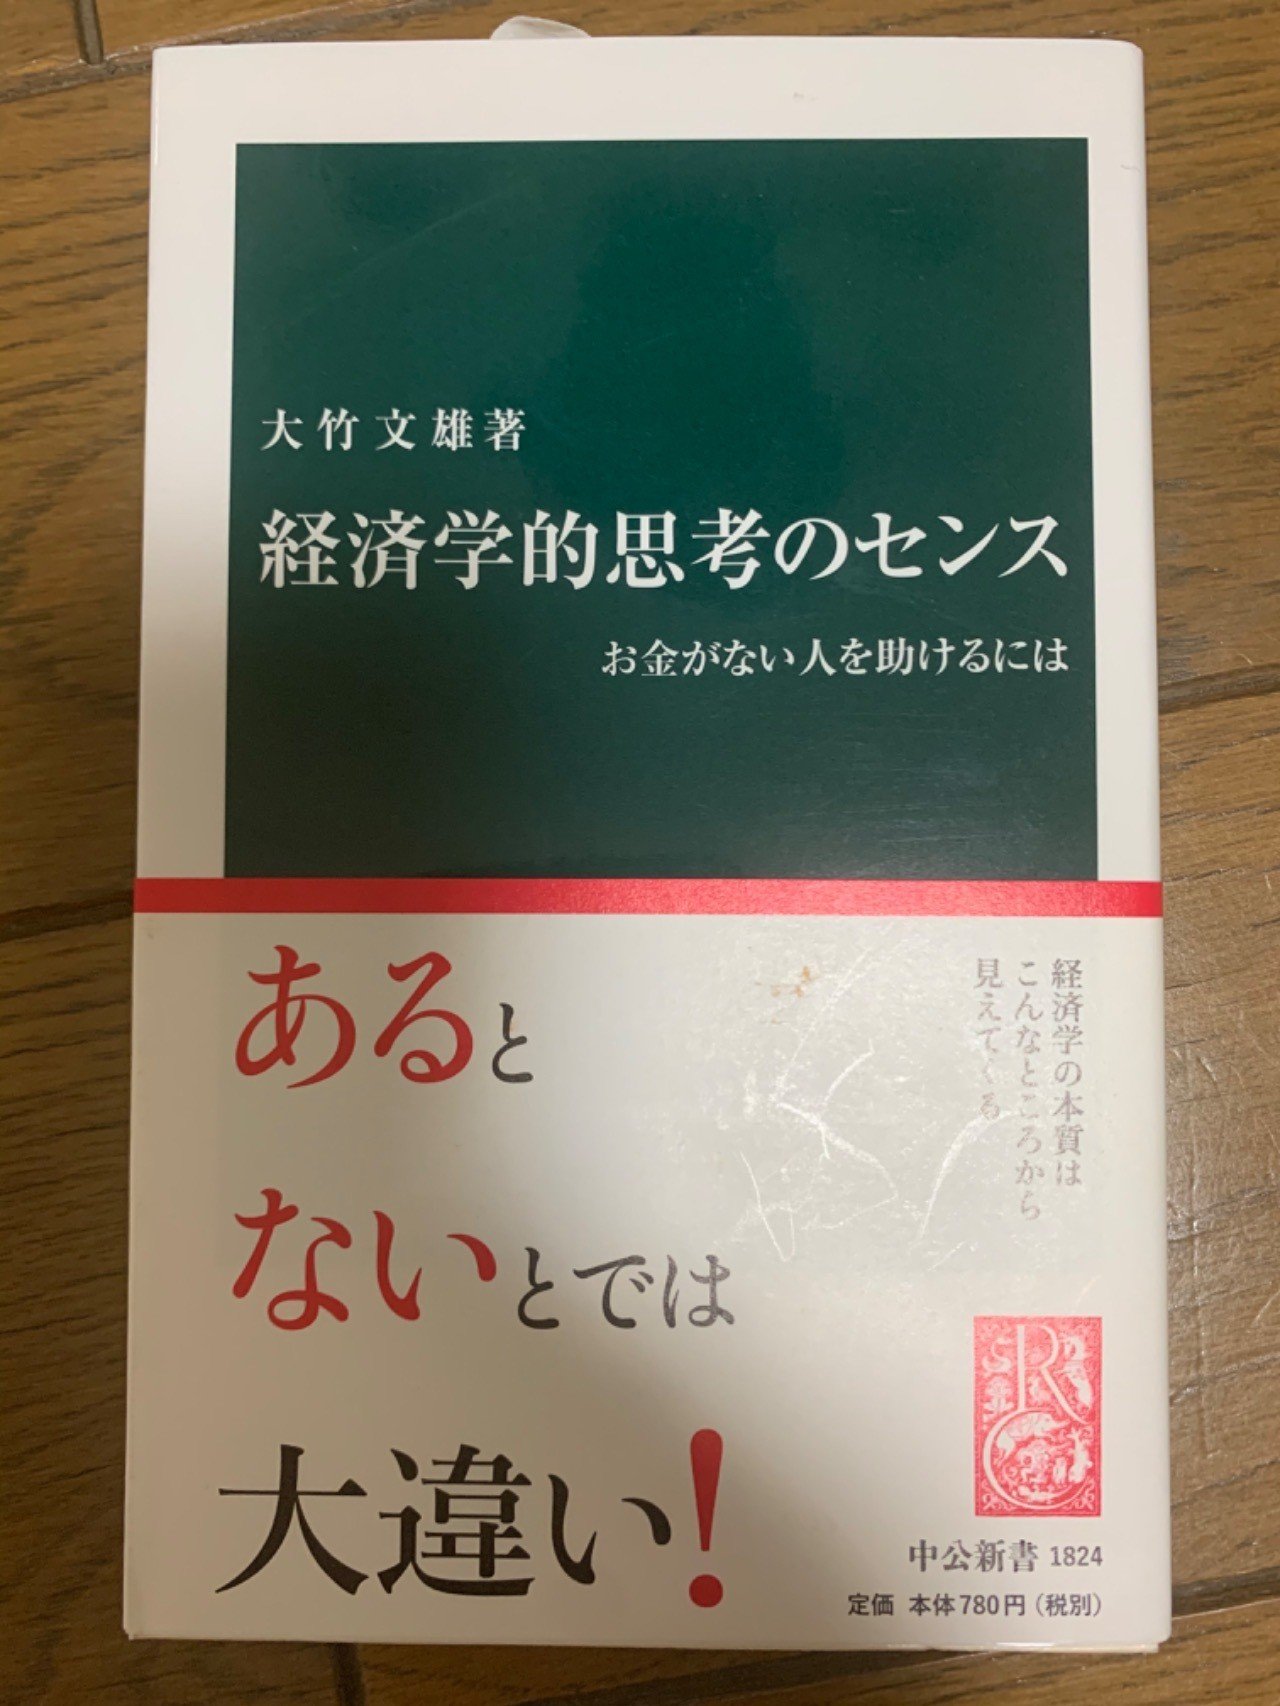 大竹文雄著
経済学的思考のセンス
お金がない人を助けるには
経済学の本質は
こんなところから
見えてくる
あると
ないとでは
大違い!
RC
中公新書 1824
定価 本体780円(税別)